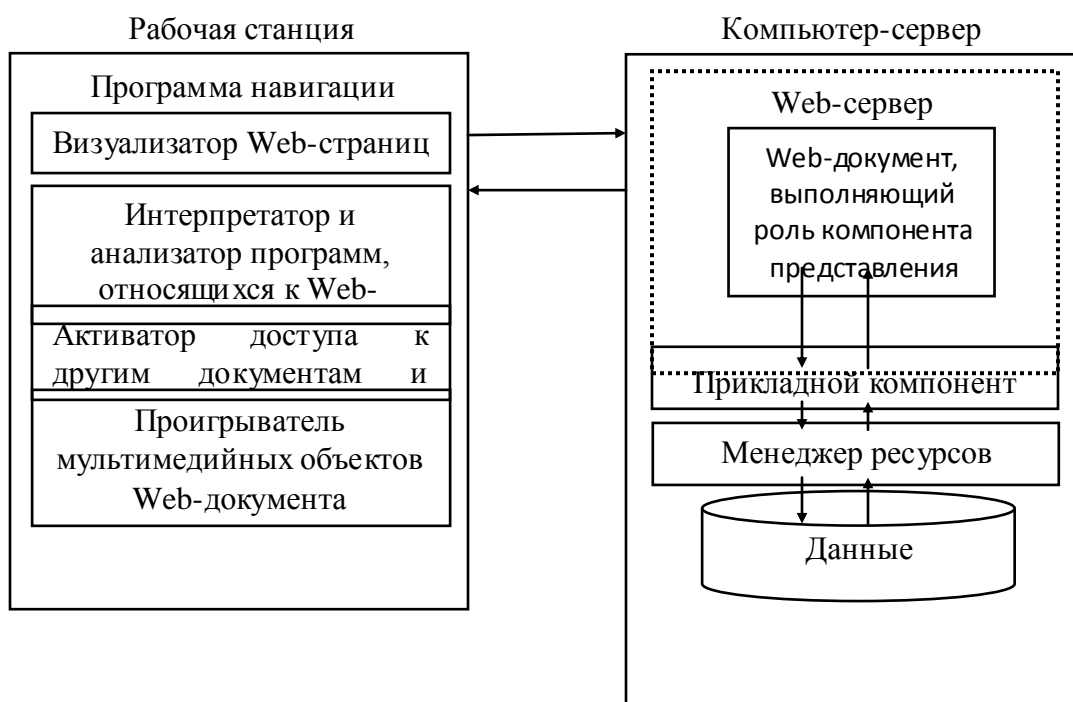 Рабочая станция
Программа навигации
Визуализатор Web-страниц
Интерпретатор и
анализатор программ,
относящихся к Web-
Активатор доступа к
другим документам и
Проигрыватель
мультимедийных объектов
Web-документа
Компьютер-сервер
Web-сервер
Web-документ,
выполняющий
роль компонента
представления
Прикладной компонент
Менеджер ресурсов
Данные